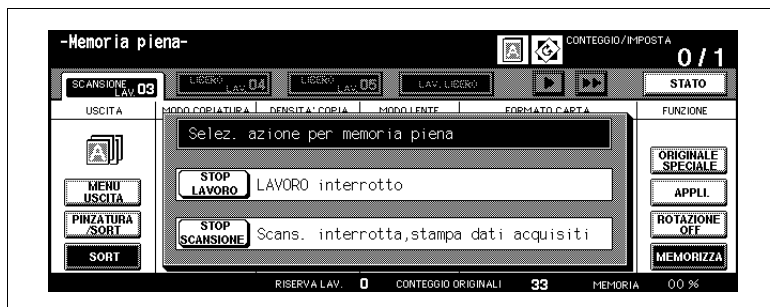 -Memoria piena-
CONTEGGIO/IMPOSTA
0/1
SCANSIONE LAV. 03
LIBERO LAV. 04
LIBERO LAV. 05
LAV. LIBERO
STATO
USCITA
MODO COPIATURA
DENSITA' COPIA
MODO LENTE
FORMATO CARTA
FUNZIONE
Selez. azione per memoria piena
STOP LAVORO
LAVORO interrotto
STOP SCANSIONE
Scans. interrotta,stampa dati acquisiti
MENU USCITA
PINZATURA /SORT
SORT
ORIGINALE SPECIALE
APPLI.
ROTAZIONE OFF
MEMORIZZA
RISERVA LAV. 0
CONTEGGIO ORIGINALI 33
MEMORIA 00 %